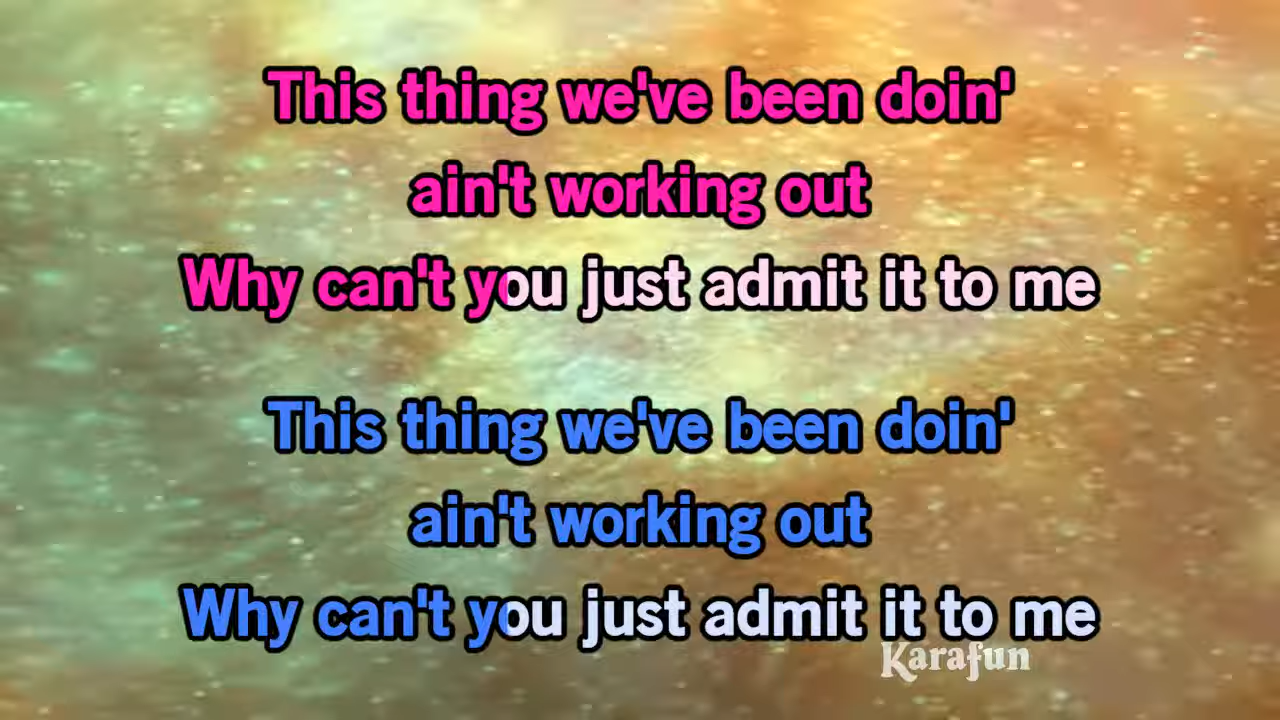 This thing we've been doin'
ain't working out
Why can't you just admit it to me
This thing we've been doin'
ain't working out
Why can't you just admit it to me
Karafun